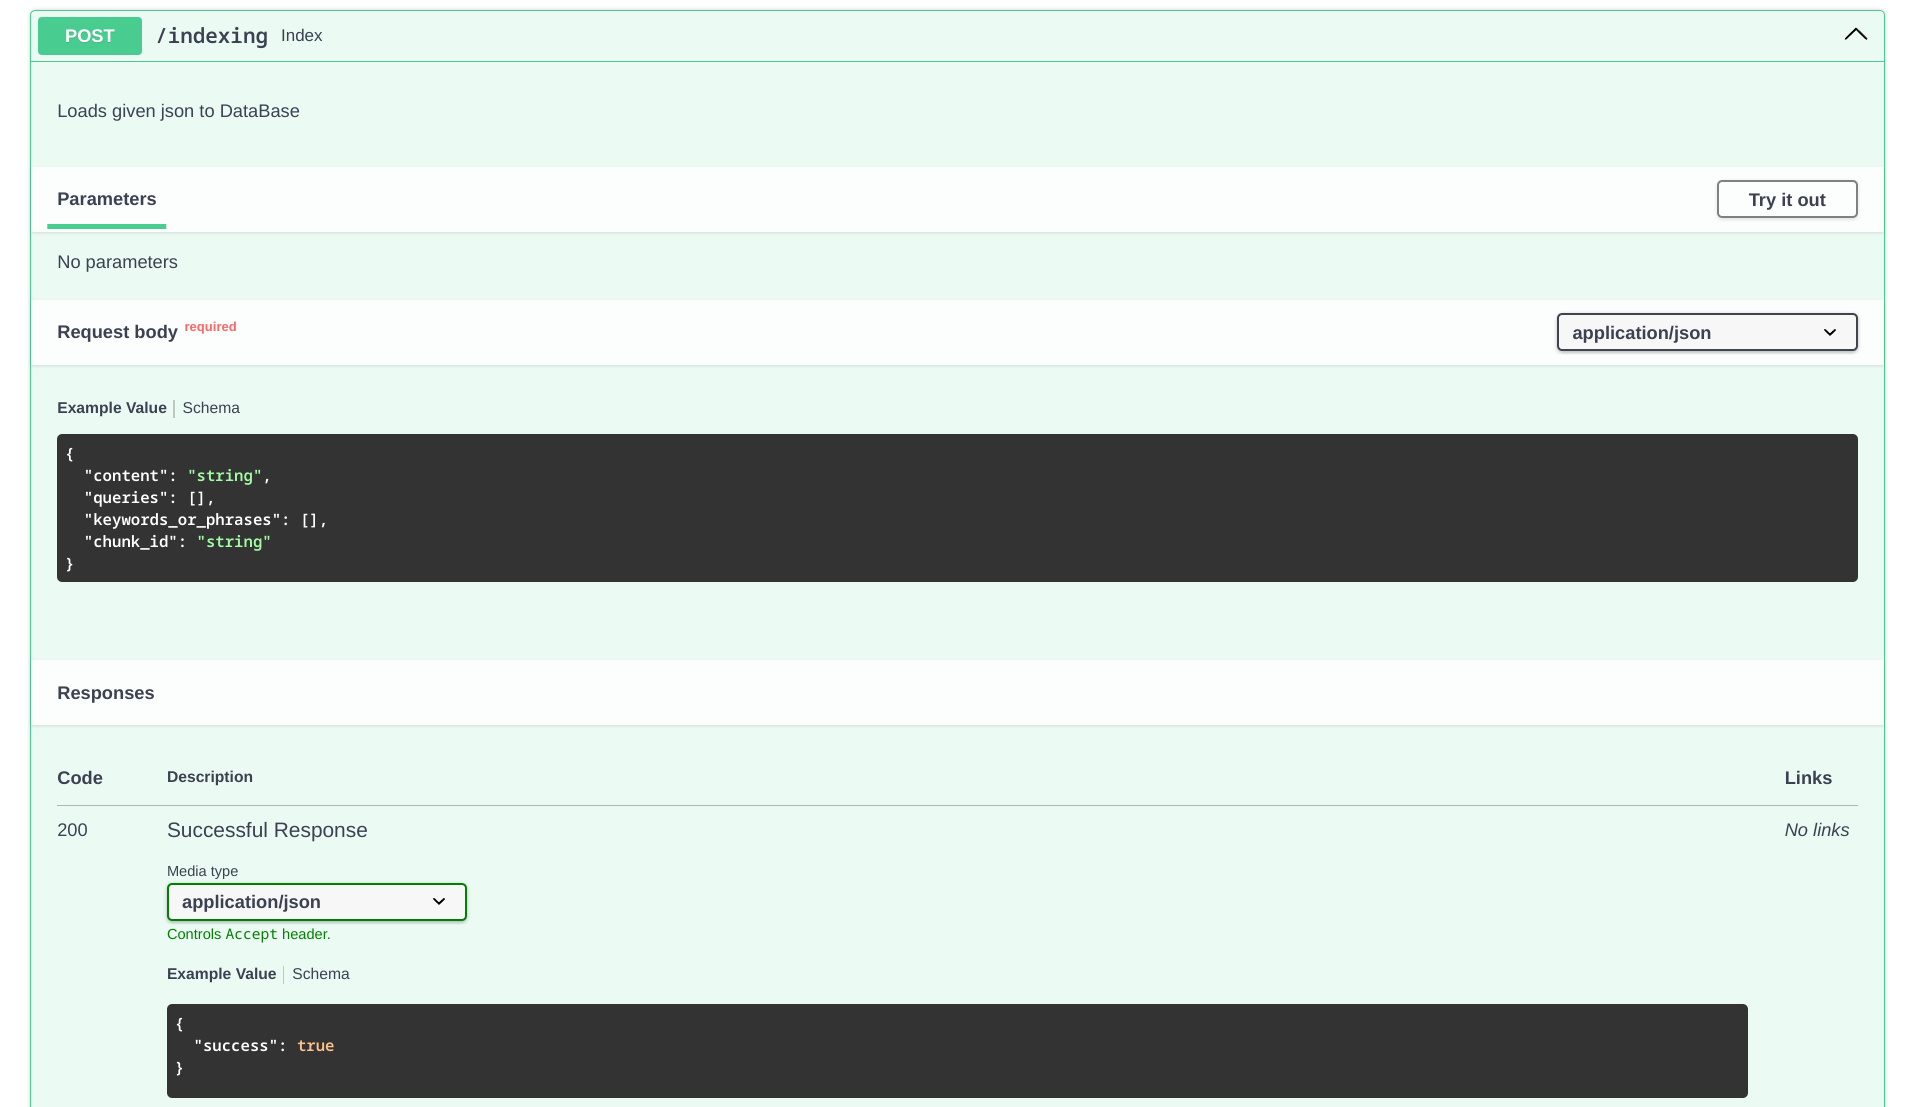 POST /indexing Index
Loads given json to DataBase
Parameters
Try it out
No parameters
Request body required
application/json
Example Value
Schema
{
  "content": "string",
  "queries": [],
  "keywords_or_phrases": [],
  "chunk_id": "string"
}
Responses
Code Description Links
200 Successful Response No links
Media type
application/json
Controls Accept header.
Example Value
Schema
{
  "success": true
}